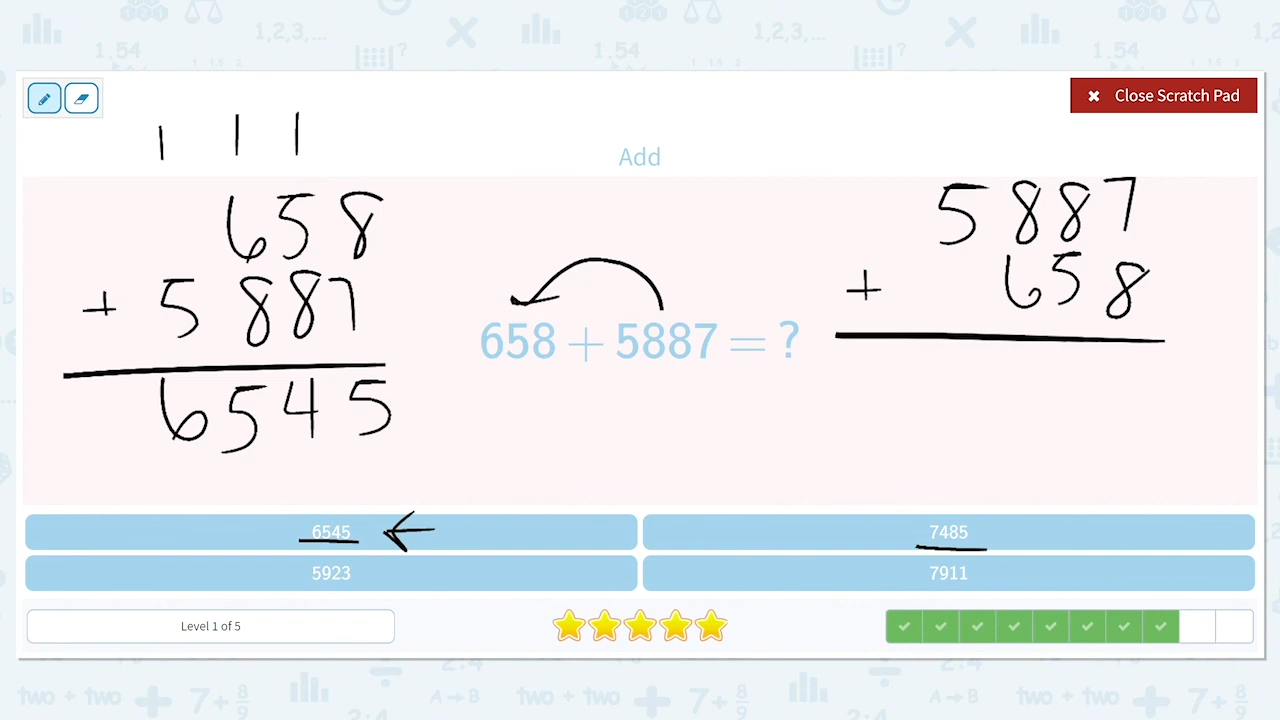 Close Scratch Pad
Add
1 1 1
658
+ 5887
6545
658 + 5887 = ?
5887
+ 658
6545
7485
5923
7911
Level 1 of 5